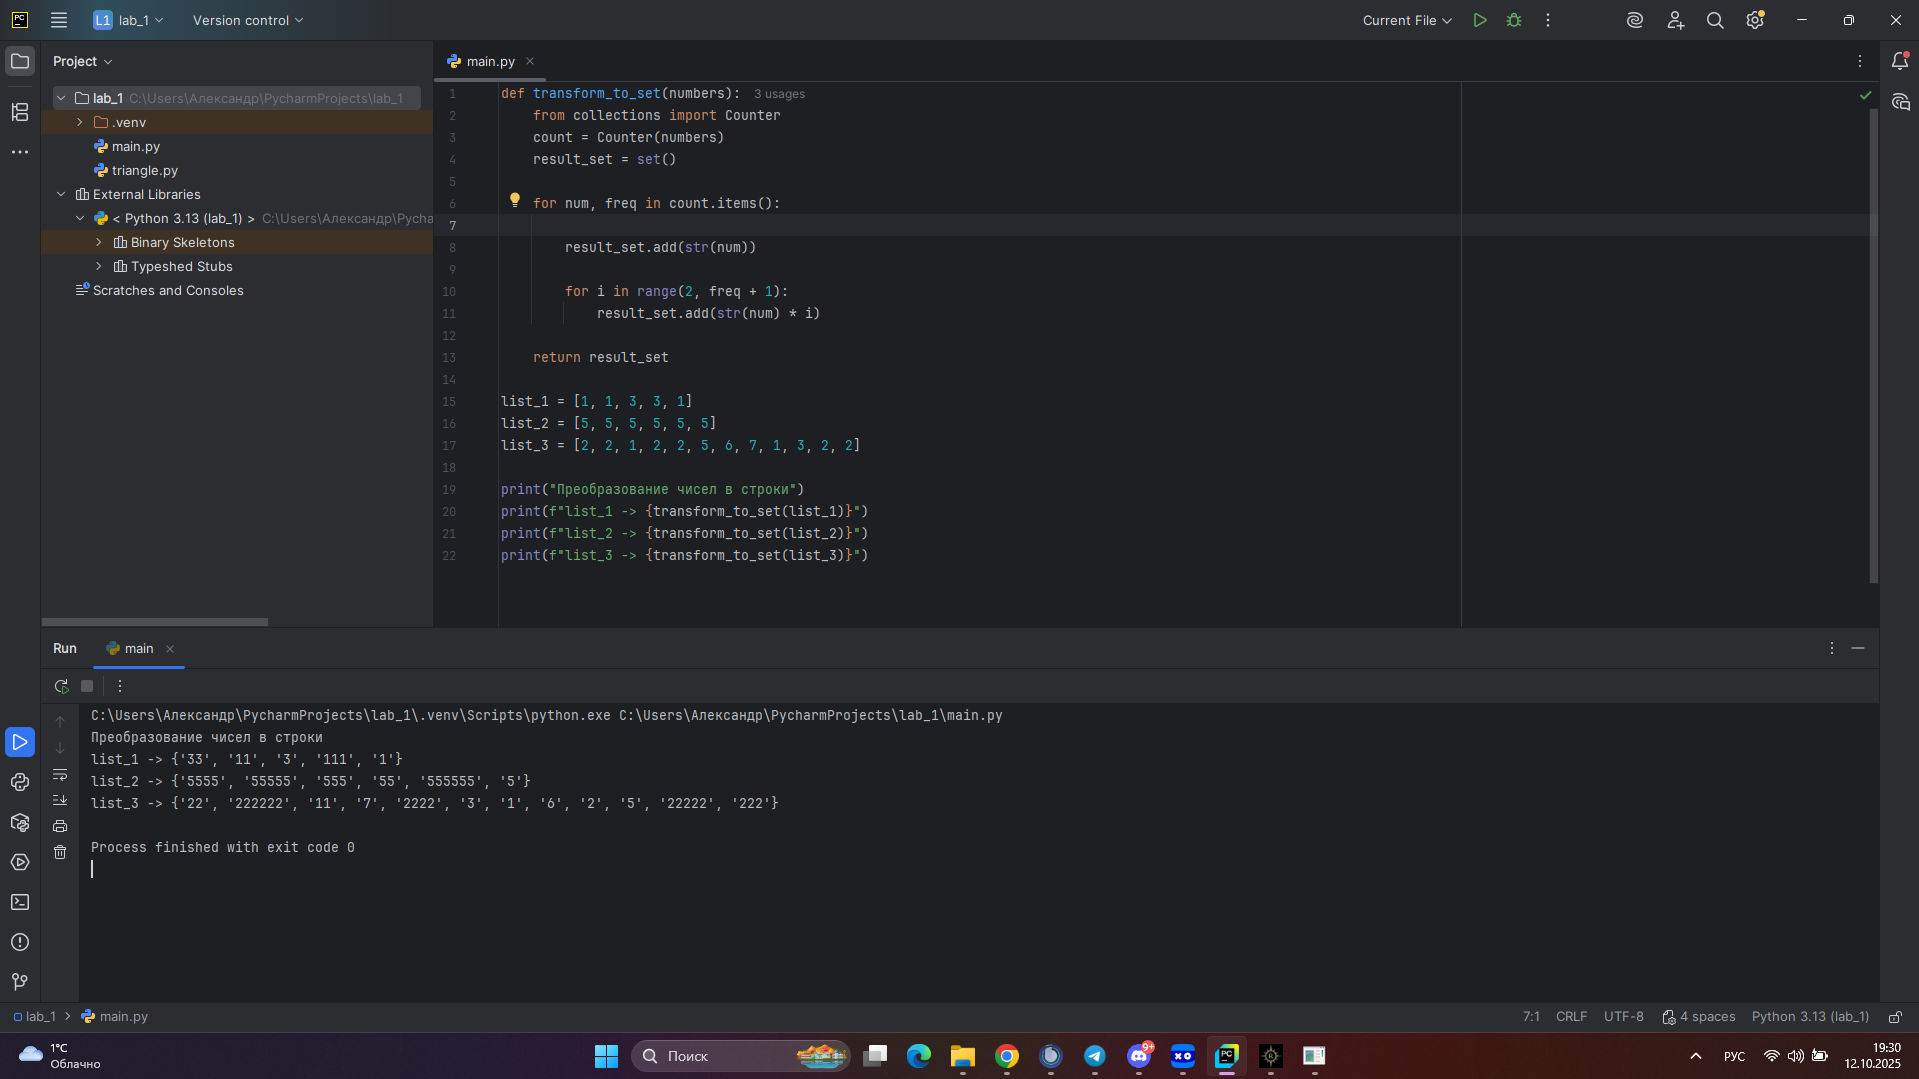 PC
L1 lab_1
Version control
Current File
Project
main.py
lab_1 C:\Users\Александр\PycharmProjects\lab_1
.venv
main.py
triangle.py
External Libraries
< Python 3.13 (lab_1) > C:\Users\Александр\Pycha
Binary Skeletons
Typeshed Stubs
Scratches and Consoles
1 def transform_to_set(numbers): 3 usages
2 from collections import Counter
3 count = Counter(numbers)
4 result_set = set()
5
6 for num, freq in count.items():
7
8 result_set.add(str(num))
9
10 for i in range(2, freq + 1):
11 result_set.add(str(num) * i)
12
13 return result_set
14
15 list_1 = [1, 1, 3, 3, 1]
16 list_2 = [5, 5, 5, 5, 5, 5]
17 list_3 = [2, 2, 1, 2, 2, 5, 6, 7, 1, 3, 2, 2]
18
19 print("Преобразование чисел в строки")
20 print(f"list_1 -> {transform_to_set(list_1)}")
21 print(f"list_2 -> {transform_to_set(list_2)}")
22 print(f"list_3 -> {transform_to_set(list_3)}")
Run
main
C:\Users\Александр\PycharmProjects\lab_1\.venv\Scripts\python.exe C:\Users\Александр\PycharmProjects\lab_1\main.py
Преобразование чисел в строки
list_1 -> {'33', '11', '3', '111', '1'}
list_2 -> {'5555', '55555', '555', '55', '555555', '5'}
list_3 -> {'22', '222222', '11', '7', '2222', '3', '1', '6', '2', '5', '22222', '222'}
Process finished with exit code 0
lab_1 > main.py
7:1 CRLF UTF-8 4 spaces Python 3.13 (lab_1)
1°C
Облачно
Поиск
9+
XO
PC
РУС
19:30
12.10.2025